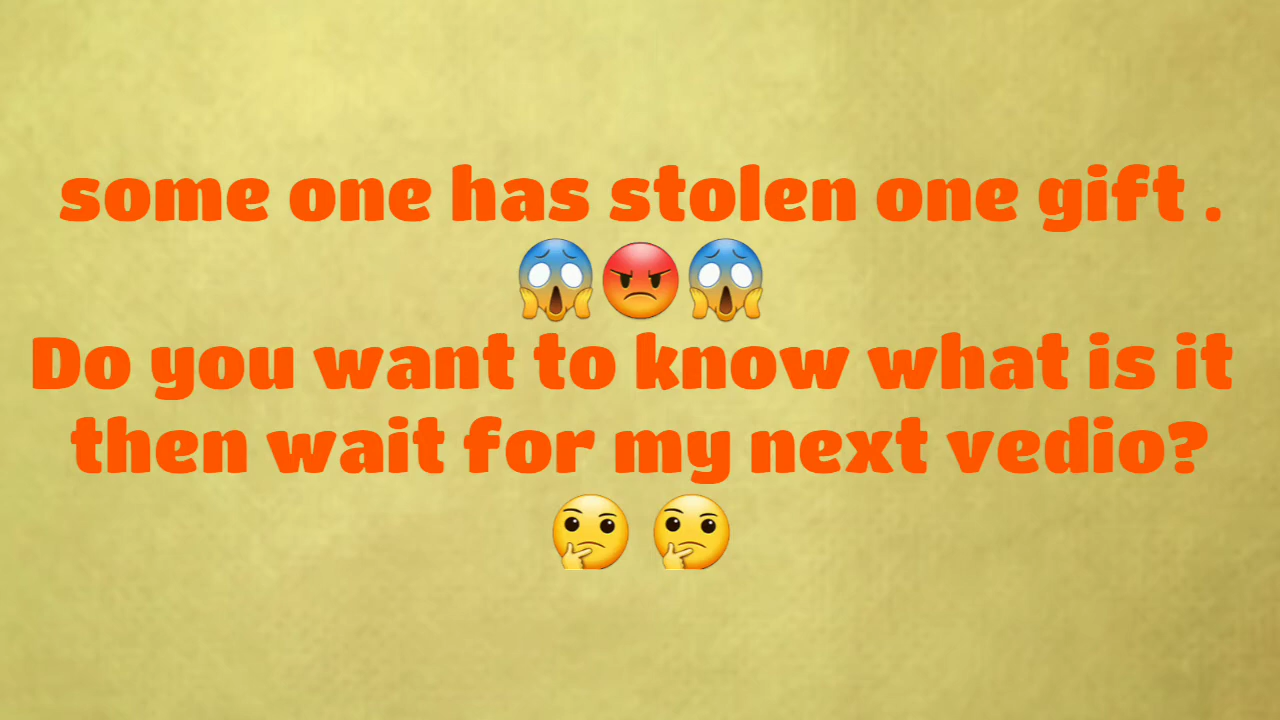 some one has stolen one gift .
😱😡😱
Do you want to know what is it
then wait for my next vedio?
🤔 🤔